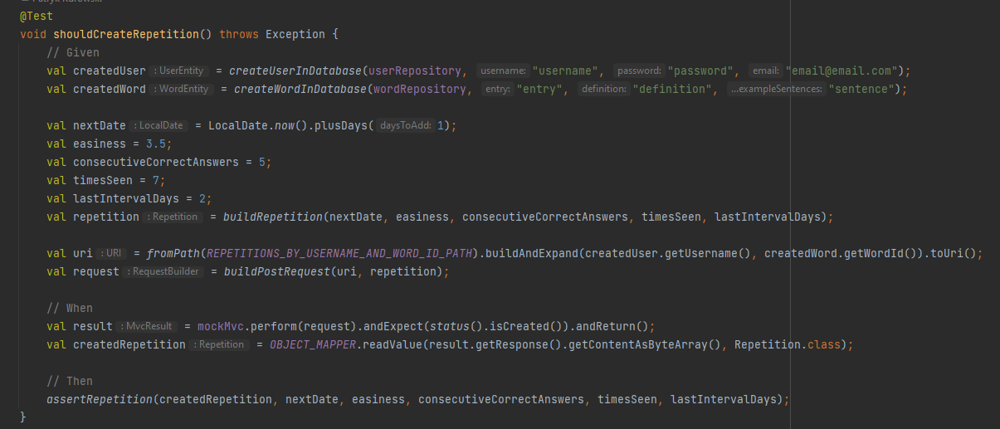 Patryk Kurowski
@Test
void shouldCreateRepetition() throws Exception {
// Given
val createdUser : UserEntity = createUserInDatabase(userRepository, username: "username", password: "password", email: "email@email.com");
val createdWord : WordEntity = createWordInDatabase(wordRepository, entry: "entry", definition: "definition", ...exampleSentences: "sentence");
val nextDate : LocalDate = LocalDate.now().plusDays( daysToAdd: 1);
val easiness = 3.5;
val consecutiveCorrectAnswers = 5;
val timesSeen = 7;
val lastIntervalDays = 2;
val repetition : Repetition = buildRepetition(nextDate, easiness, consecutiveCorrectAnswers, timesSeen, lastIntervalDays);
val uri : URI = fromPath(REPETITIONS_BY_USERNAME_AND_WORD_ID_PATH).buildAndExpand(createdUser.getUsername(), createdWord.getWordId()).toUri();
val request : RequestBuilder = buildPostRequest(uri, repetition);
// When
val result : MvcResult = mockMvc.perform(request).andExpect(status().isCreated()).andReturn();
val createdRepetition : Repetition = OBJECT_MAPPER.readValue(result.getResponse().getContentAsByteArray(), Repetition.class);
// Then
assertRepetition(createdRepetition, nextDate, easiness, consecutiveCorrectAnswers, timesSeen, lastIntervalDays);
}